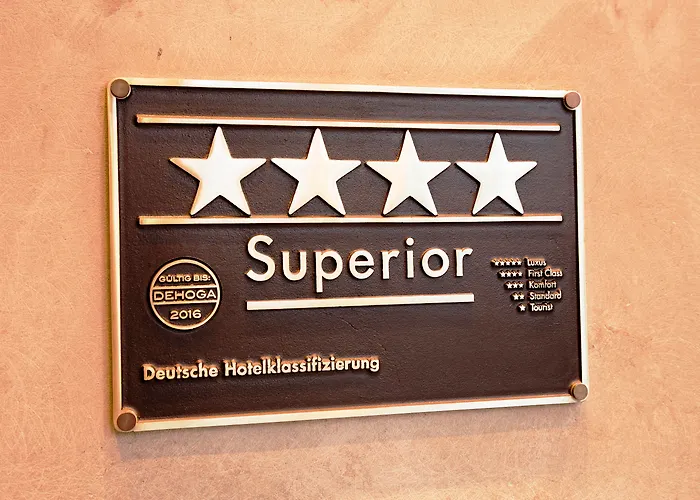 Superior
GÜLTIG BIS:
DEHOGA
2016
Luxus
First Class
Komfort
Standard
Tourist
Deutsche Hotelklassifizierung